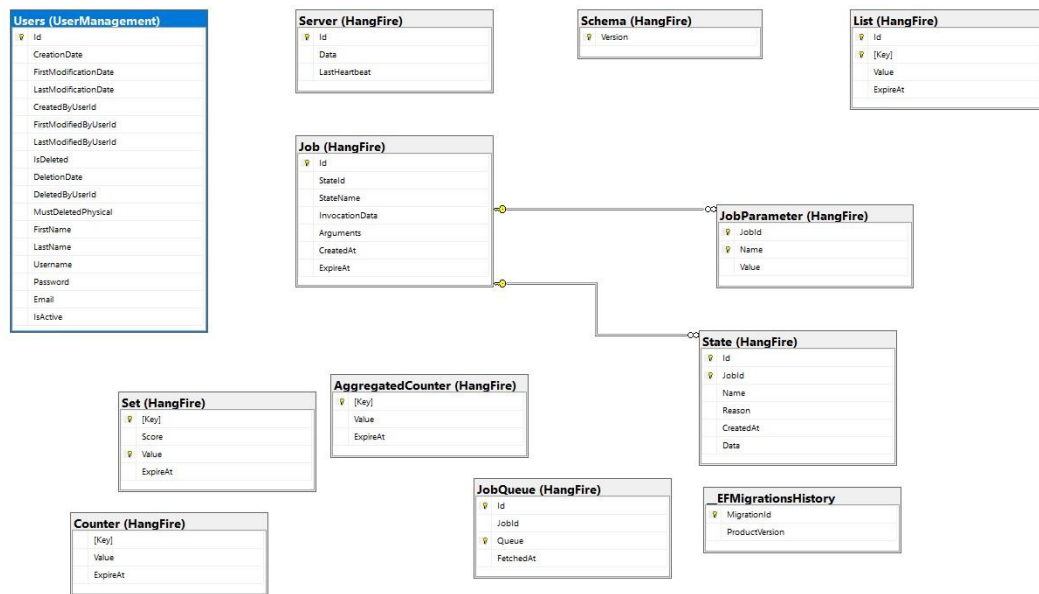 Users (UserManagement)
Id
CreationDate
FirstModificationDate
LastModificationDate
CreatedByUserId
FirstModifiedByUserId
LastModifiedByUserId
IsDeleted
DeletionDate
DeletedByUserId
MustDeletedPhysical
FirstName
LastName
Username
Password
Email
IsActive
Server (HangFire)
Id
Data
LastHeartbeat
Schema (HangFire)
Version
List (HangFire)
Id
[Key]
Value
ExpireAt
Job (HangFire)
Id
StateId
StateName
InvocationData
Arguments
CreatedAt
ExpireAt
JobParameter (HangFire)
JobId
Name
Value
State (HangFire)
Id
JobId
Name
Reason
CreatedAt
Data
Set (HangFire)
[Key]
Score
Value
ExpireAt
AggregatedCounter (HangFire)
[Key]
Value
ExpireAt
JobQueue (HangFire)
Id
JobId
Queue
FetchedAt
__EFMigrationsHistory
MigrationId
ProductVersion
Counter (HangFire)
[Key]
Value
ExpireAt